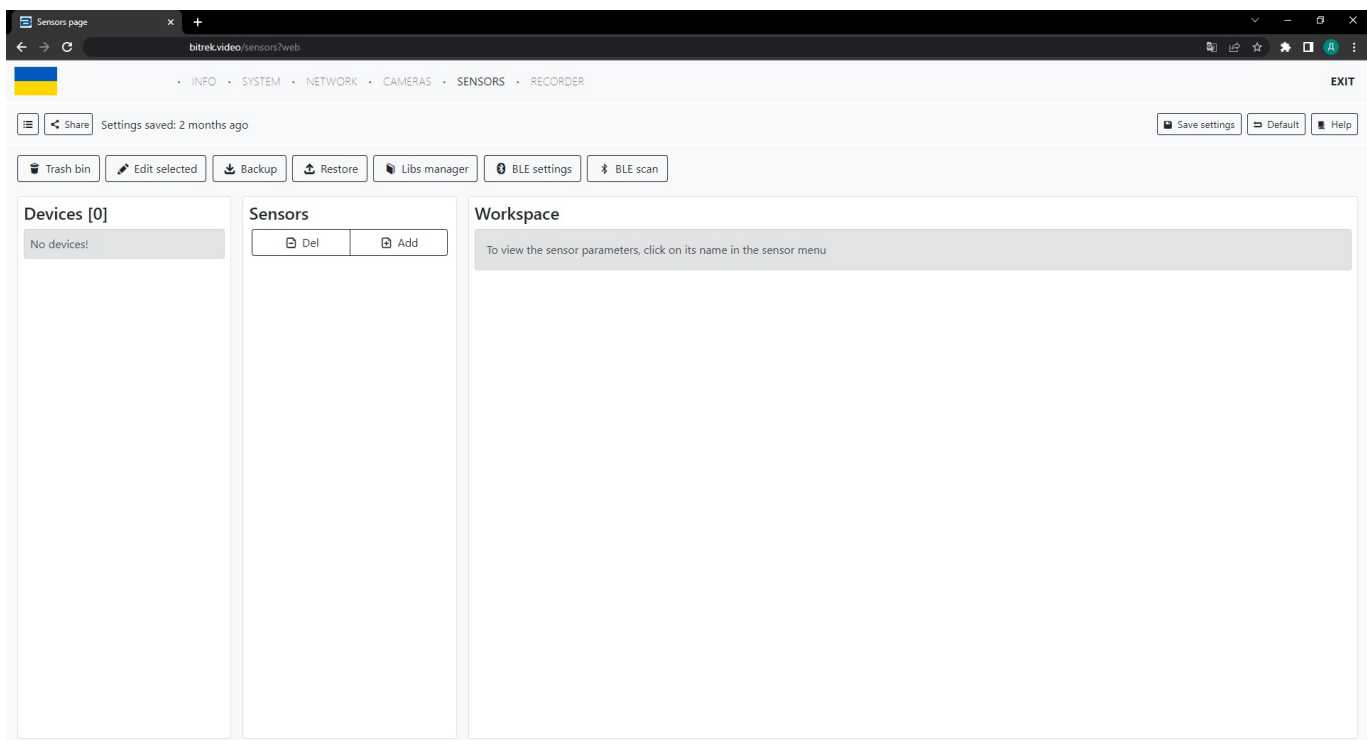 Sensors page
bitrek.video/sensors?web
INFO • SYSTEM • NETWORK • CAMERAS • SENSORS • RECORDER
EXIT
Share Settings saved: 2 months ago
Save settings Default Help
Trash bin Edit selected Backup Restore Libs manager BLE settings BLE scan
Devices [0]
No devices!
Sensors
Del Add
Workspace
To view the sensor parameters, click on its name in the sensor menu